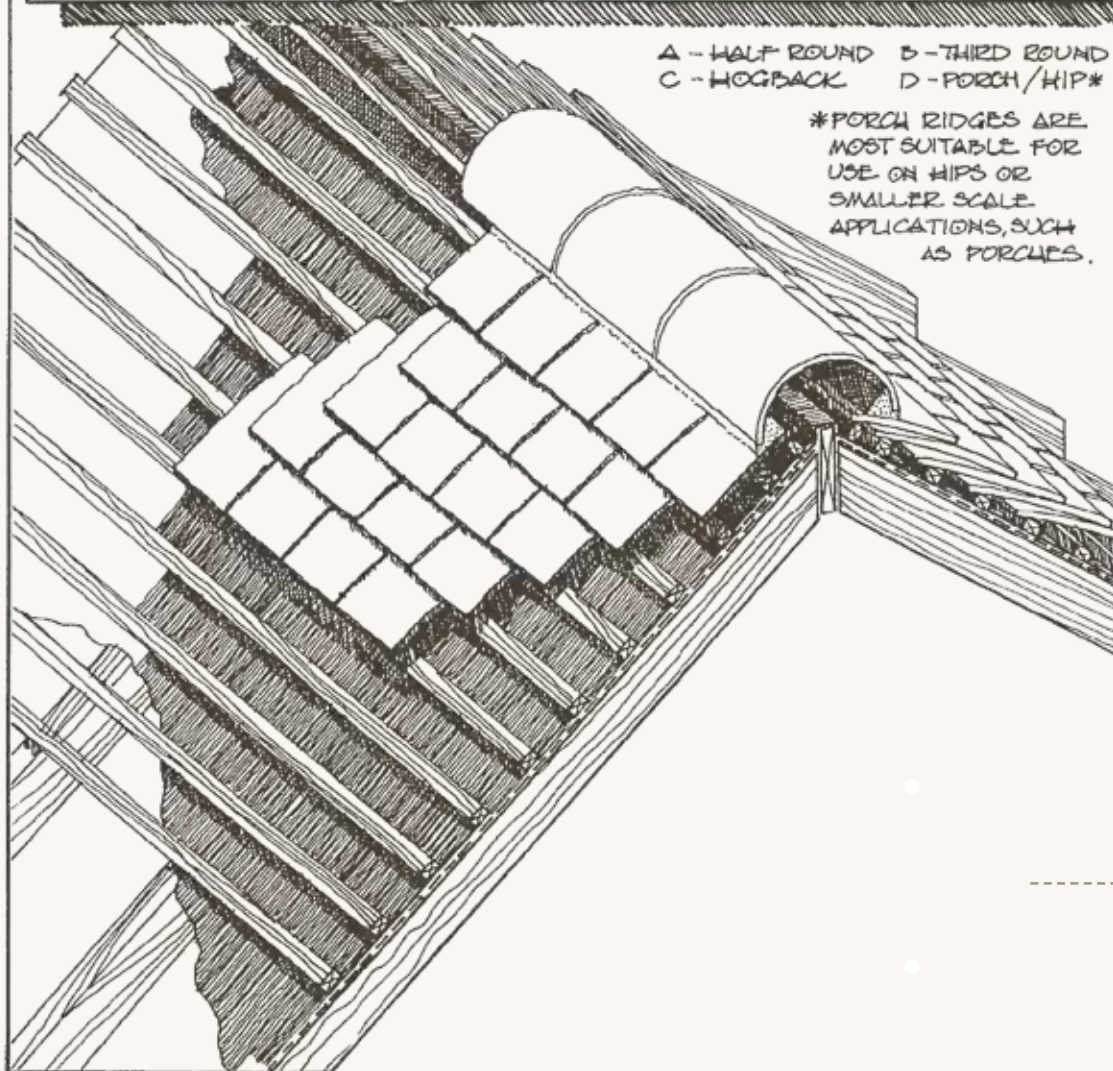 A - HALF ROUND B - THIRD ROUND
C - HOGBACK D - PORCH/HIP*
*PORCH RIDGES ARE
MOST SUITABLE FOR
USE ON HIPS OR
SMALLER SCALE
APPLICATIONS, SUCH
AS PORCHES.